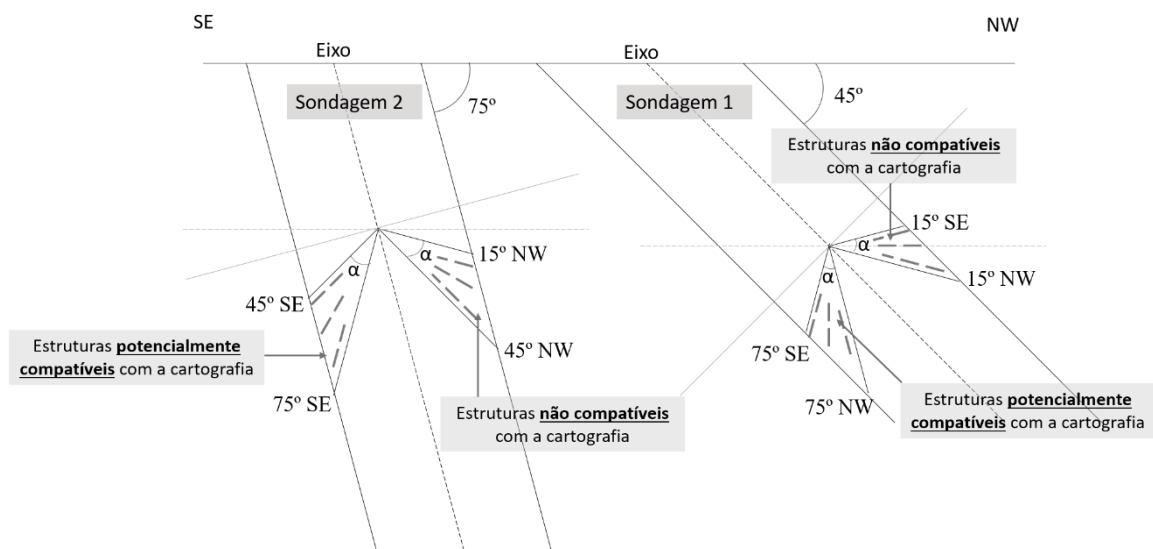 SE
NW
Eixo
Eixo
Sondagem 2
75º
Sondagem 1
45º
Estruturas não compatíveis
com a cartografia
15º SE
α
15º NW
α
75º SE
75º NW
Estruturas potencialmente
compatíveis com a cartografia
α
15º NW
α
45º SE
45º NW
Estruturas potencialmente
compatíveis com a cartografia
75º SE
Estruturas não compatíveis
com a cartografia